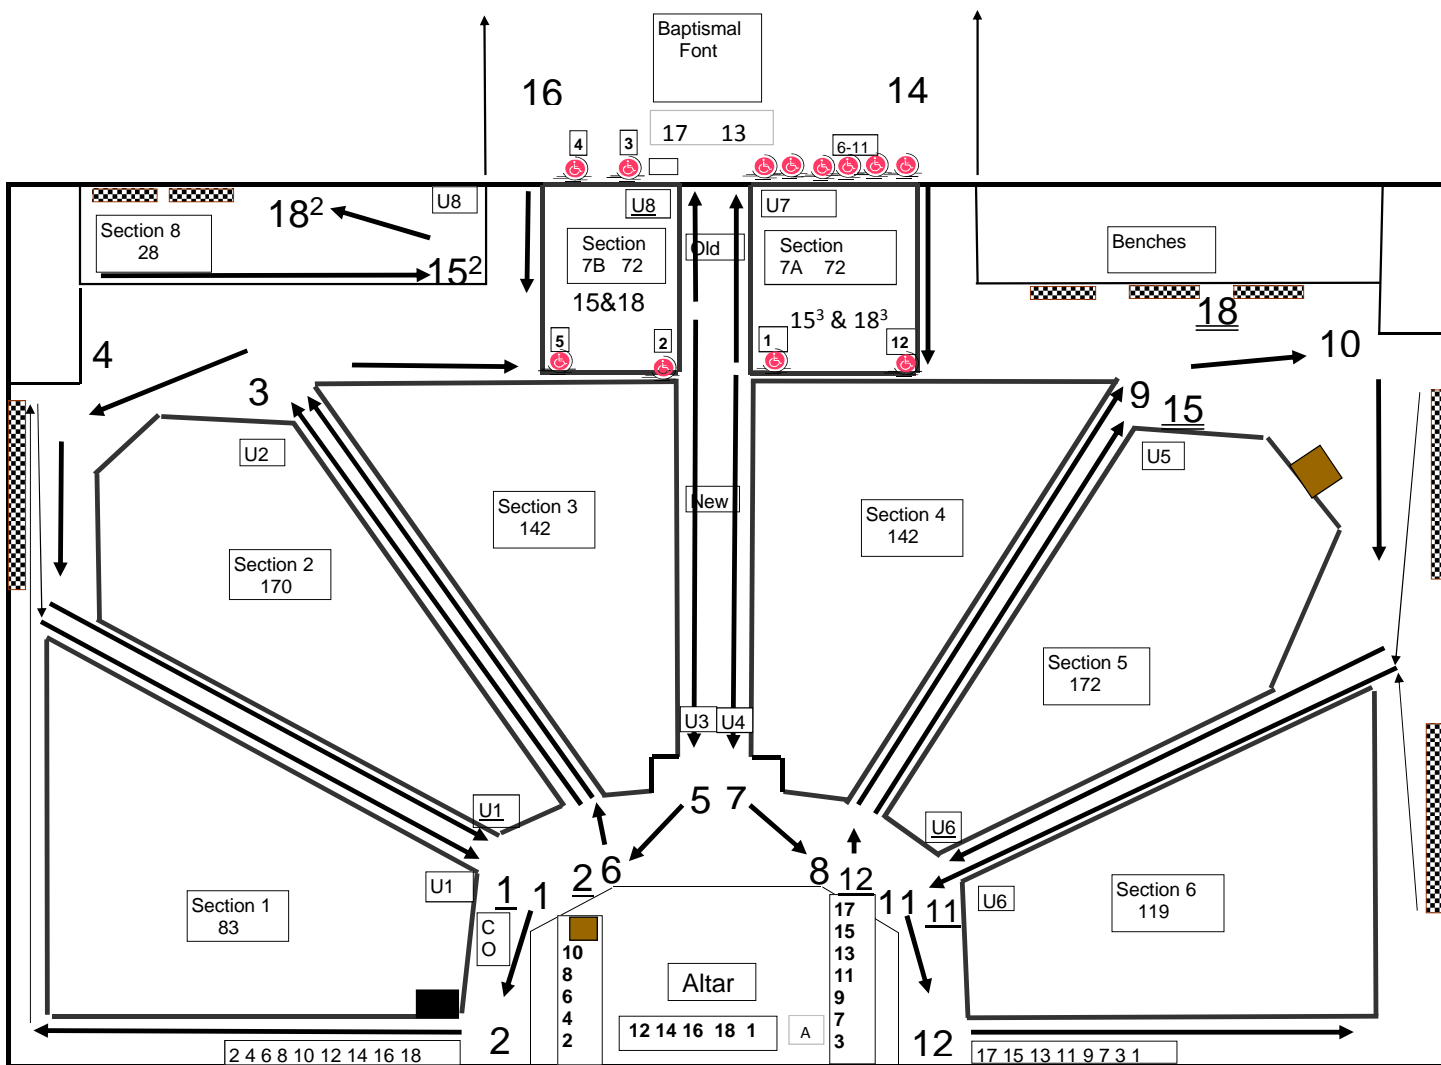 Baptismal
Font
16
14
17 13
4
3
6-11
U8
U8
U7
18²
Section 8
28
Section
7B 72
Old
Section
7A 72
Benches
15²
15&18
15³ & 18³
18
5
2
1
12
4
10
3
9
15
U2
U5
Section 3
142
New
Section 4
142
Section 2
170
Section 5
172
U3
U4
U1
5
7
U6
6
8
2
12
U1
1
1
11
11
U6
Section 1
83
C
O
Section 6
119
10
8
6
4
2
Altar
17
15
13
11
9
7
3
12 14 16 18 1
A
2
12
2 4 6 8 10 12 14 16 18
17 15 13 11 9 7 3 1